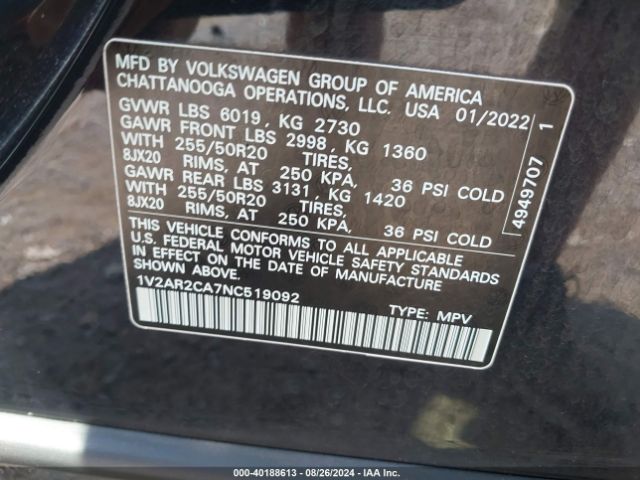 MFD BY VOLKSWAGEN GROUP OF AMERICA
CHATTANOOGA OPERATIONS, LLC. USA 01/2022
GVWR LBS 6019, KG 2730
GAWR FRONT LBS 2998, KG 1360
WITH 255/50R20 TIRES,
8JX20 RIMS, AT 250 KPA, 36 PSI COLD
GAWR REAR LBS 3131, KG 1420
WITH 255/50R20 TIRES,
8JX20 RIMS, AT 250 KPA, 36 PSI COLD
THIS VEHICLE CONFORMS TO ALL APPLICABLE
U.S. FEDERAL MOTOR VEHICLE SAFETY STANDARDS
IN EFFECT ON THE DATE OF MANUFACTURE
SHOWN ABOVE.
1V2AR2CA7NC519092
TYPE: MPV
4949707 1
000-40188613 - 08/26/2024 - IAATAC